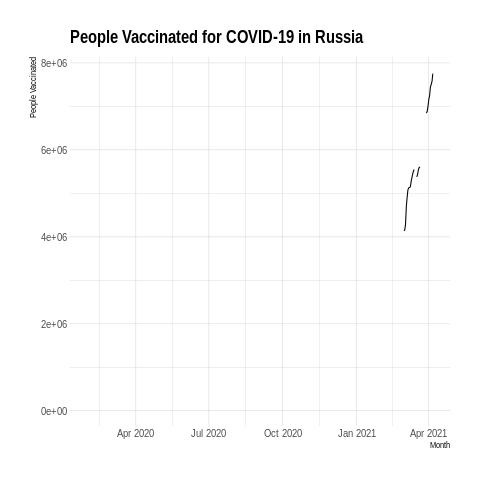 People Vaccinated for COVID-19 in Russia
People Vaccinated
8e+06
6e+06
4e+06
2e+06
0e+00
Apr 2020 Jul 2020 Oct 2020 Jan 2021 Apr 2021
Month